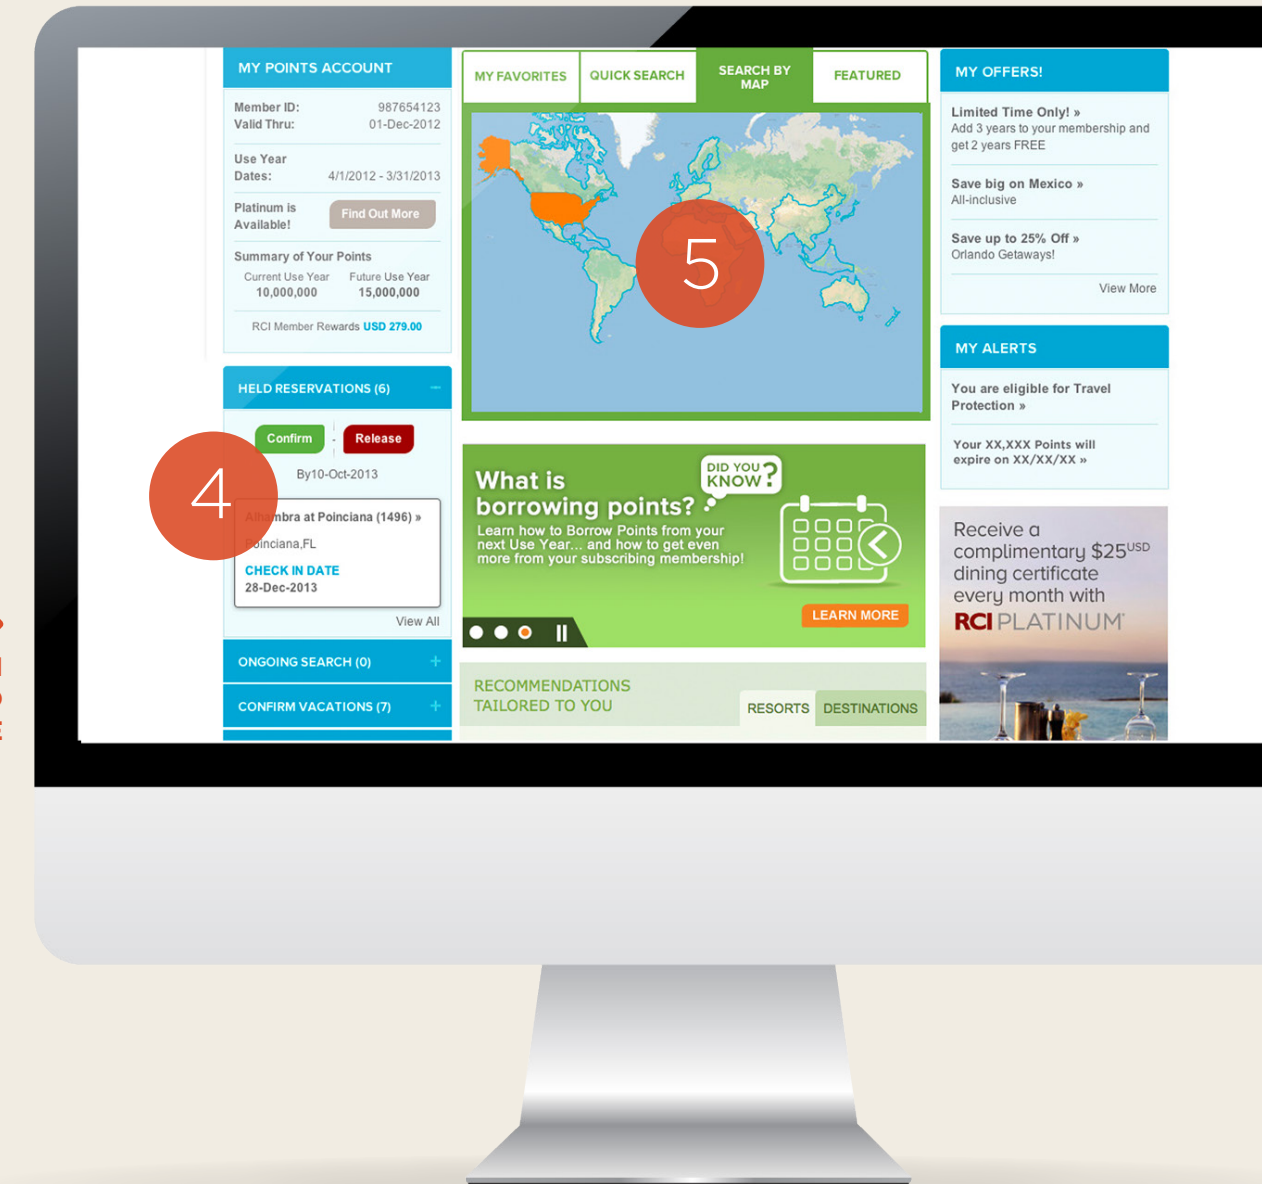 MY POINTS ACCOUNT
Member ID: 987654123
Valid Thru: 01-Dec-2012
Use Year
Dates: 4/1/2012 - 3/31/2013
Platinum is
Available!
Find Out More
Summary of Your Points
Current Use Year Future Use Year
10,000,000 15,000,000
RCI Member Rewards USD 279.00
HELD RESERVATIONS (6)
Confirm - Release
By10-Oct-2013
4
Alhambra at Poinciana (1496) »
Poinciana,FL
CHECK IN DATE
28-Dec-2013
View All
ONGOING SEARCH (0) +
CONFIRM VACATIONS (7) +
MY FAVORITES
QUICK SEARCH
SEARCH BY
MAP
FEATURED
5
What is
borrowing points?
DID YOU
KNOW?
Learn how to Borrow Points from your
next Use Year... and how to get even
more from your subscribing membership!
LEARN MORE
RECOMMENDATIONS
TAILORED TO YOU
RESORTS DESTINATIONS
MY OFFERS!
Limited Time Only! »
Add 3 years to your membership and
get 2 years FREE
Save big on Mexico »
All-inclusive
Save up to 25% Off »
Orlando Getaways!
View More
MY ALERTS
You are eligible for Travel
Protection »
Your XX,XXX Points will
expire on XX/XX/XX »
Receive a
complimentary $25USD
dining certificate
every month with
RCI PLATINUM